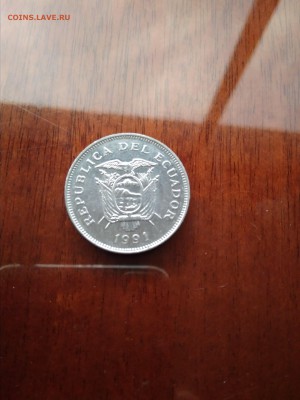 COINS.LAVE.RU
REPUBLICA DEL ECUADOR
1991